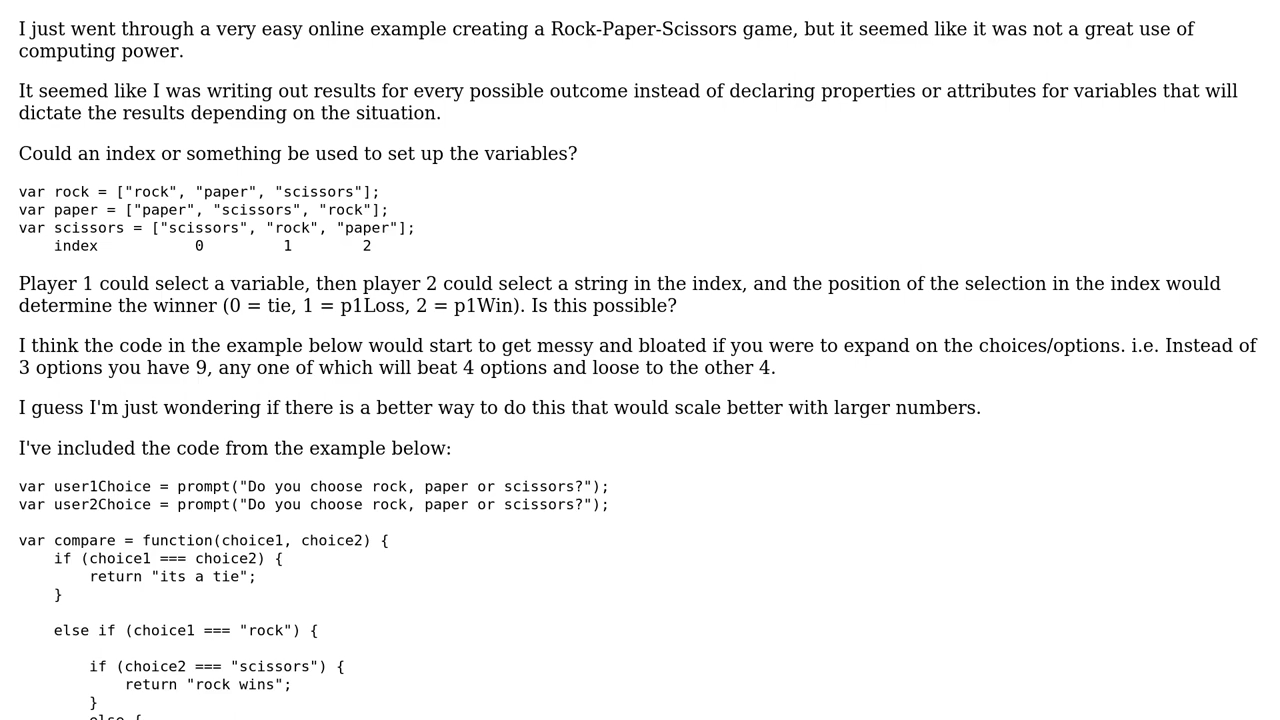 I just went through a very easy online example creating a Rock-Paper-Scissors game, but it seemed like it was not a great use of
computing power.
It seemed like I was writing out results for every possible outcome instead of declaring properties or attributes for variables that will
dictate the results depending on the situation.
Could an index or something be used to set up the variables?
var rock = ["rock", "paper", "scissors"];
var paper = ["paper", "scissors", "rock"];
var scissors = ["scissors", "rock", "paper"];
    index           0         1        2
Player 1 could select a variable, then player 2 could select a string in the index, and the position of the selection in the index would
determine the winner (0 = tie, 1 = p1Loss, 2 = p1Win). Is this possible?
I think the code in the example below would start to get messy and bloated if you were to expand on the choices/options. i.e. Instead of
3 options you have 9, any one of which will beat 4 options and loose to the other 4.
I guess I'm just wondering if there is a better way to do this that would scale better with larger numbers.
I've included the code from the example below:
var user1Choice = prompt("Do you choose rock, paper or scissors?");
var user2Choice = prompt("Do you choose rock, paper or scissors?");
var compare = function(choice1, choice2) {
    if (choice1 === choice2) {
        return "its a tie";
    }
    else if (choice1 === "rock") {
        if (choice2 === "scissors") {
            return "rock wins";
        }
        else {